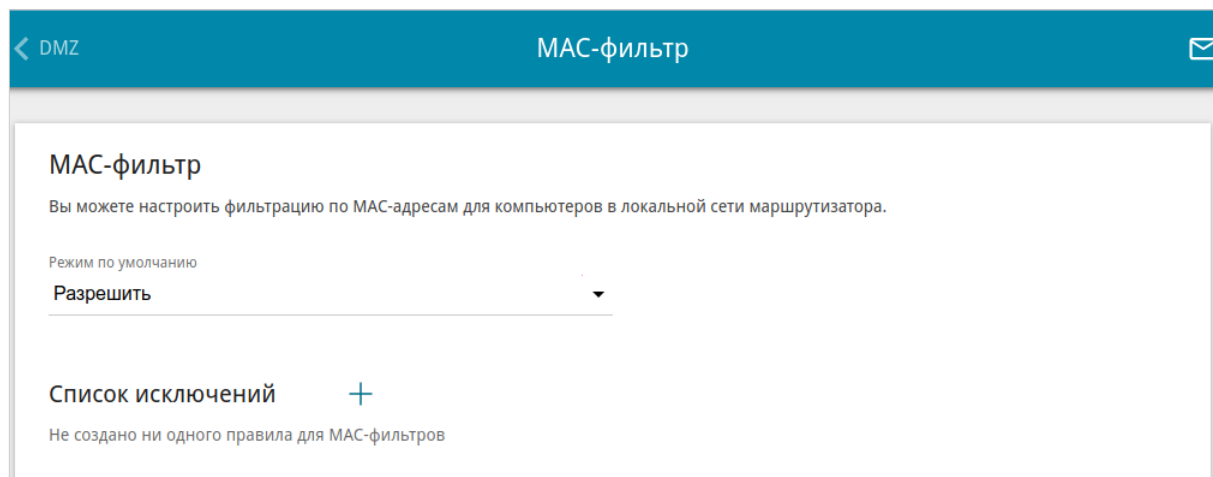 DMZ
MAC-фильтр
MAC-фильтр
Вы можете настроить фильтрацию по MAC-адресам для компьютеров в локальной сети маршрутизатора.
Режим по умолчанию
Разрешить
Список исключений
Не создано ни одного правила для MAC-фильтров